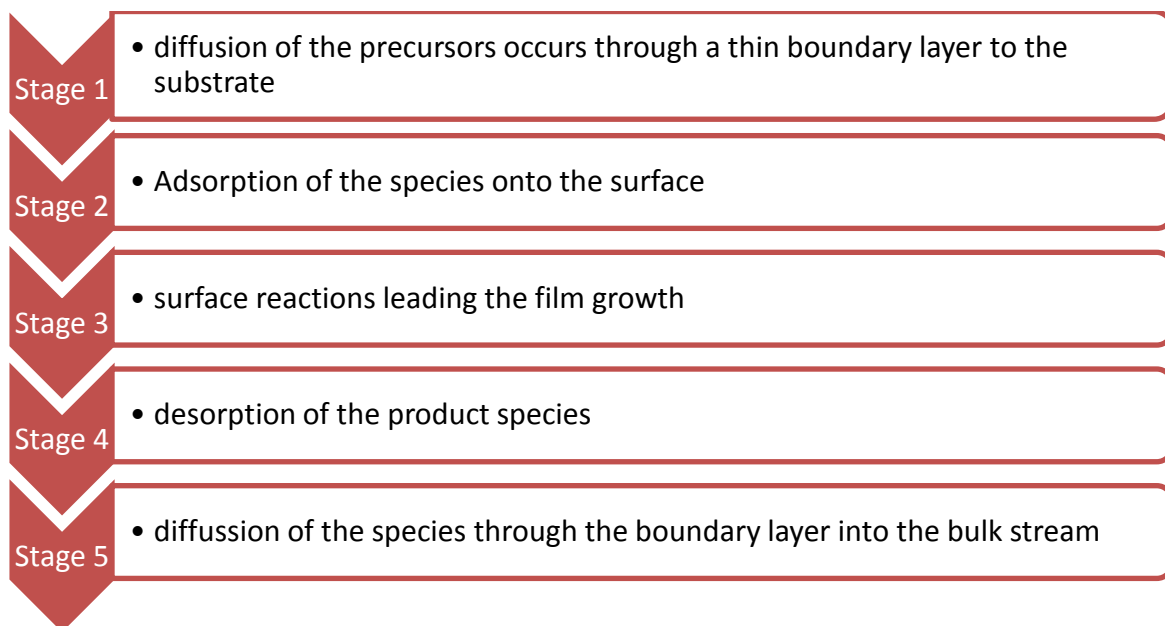 Stage 1
• diffusion of the precursors occurs through a thin boundary layer to the
substrate
Stage 2
• Adsorption of the species onto the surface
Stage 3
• surface reactions leading the film growth
Stage 4
• desorption of the product species
Stage 5
• diffussion of the species through the boundary layer into the bulk stream